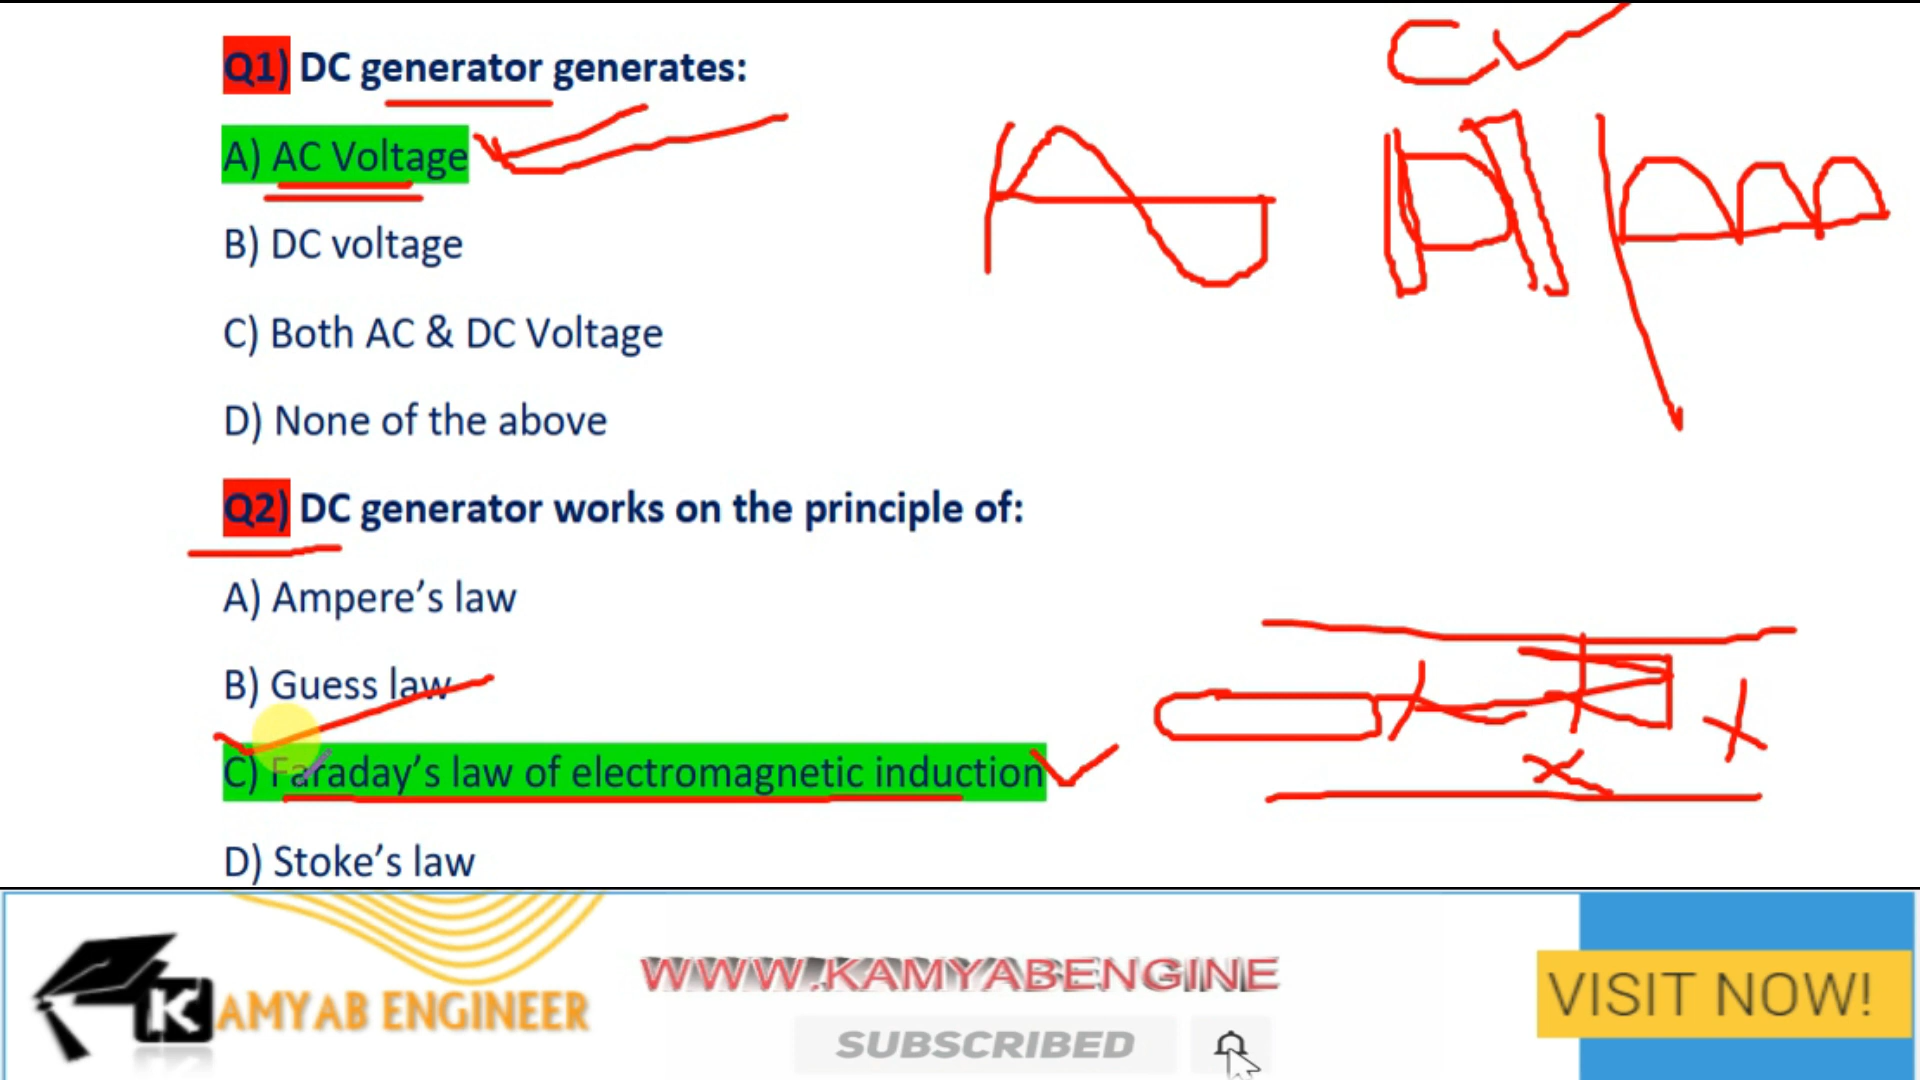 Q1) DC generator generates:
A) AC Voltage
B) DC voltage
C) Both AC & DC Voltage
D) None of the above
Q2) DC generator works on the principle of:
A) Ampere’s law
B) Guess law
C) Faraday’s law of electromagnetic induction
D) Stoke’s law
KAMYAB ENGINEER
WWW.KAMYABENGINE
VISIT NOW!
SUBSCRIBED